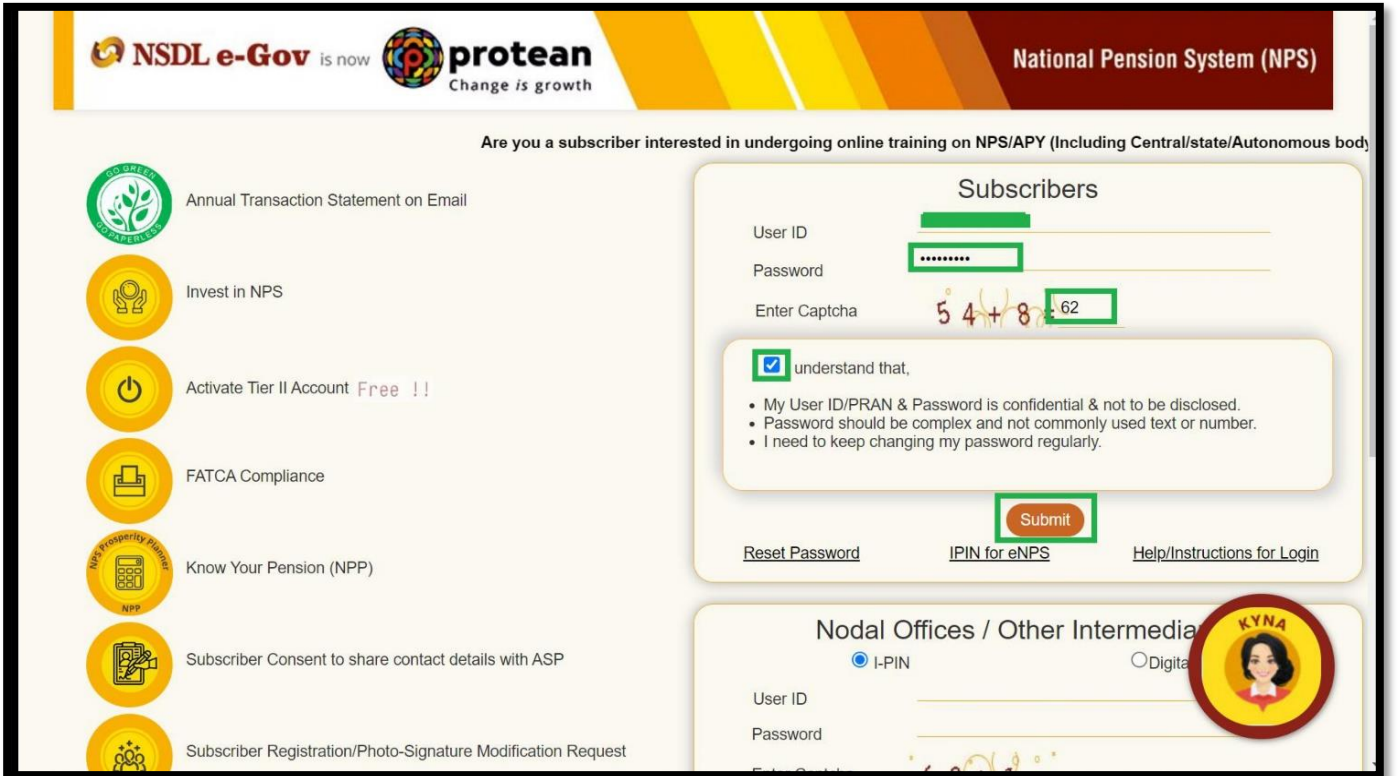 NSDL e-Gov is now protean
Change is growth
National Pension System (NPS)
Are you a subscriber interested in undergoing online training on NPS/APY (Including Central/state/Autonomous body
GO GREEN
GO PAPERLESS
Annual Transaction Statement on Email
Invest in NPS
Activate Tier II Account Free !!
FATCA Compliance
NPS Prosperity Planner
NPP
Know Your Pension (NPP)
Subscriber Consent to share contact details with ASP
Subscriber Registration/Photo-Signature Modification Request
Subscribers
User ID
Password •••••••••
Enter Captcha 5 4 + 8 = 62
understand that,
• My User ID/PRAN & Password is confidential & not to be disclosed.
• Password should be complex and not commonly used text or number.
• I need to keep changing my password regularly.
Submit
Reset Password IPIN for eNPS Help/Instructions for Login
Nodal Offices / Other Intermedia
KYNA
I-PIN Digita
User ID
Password